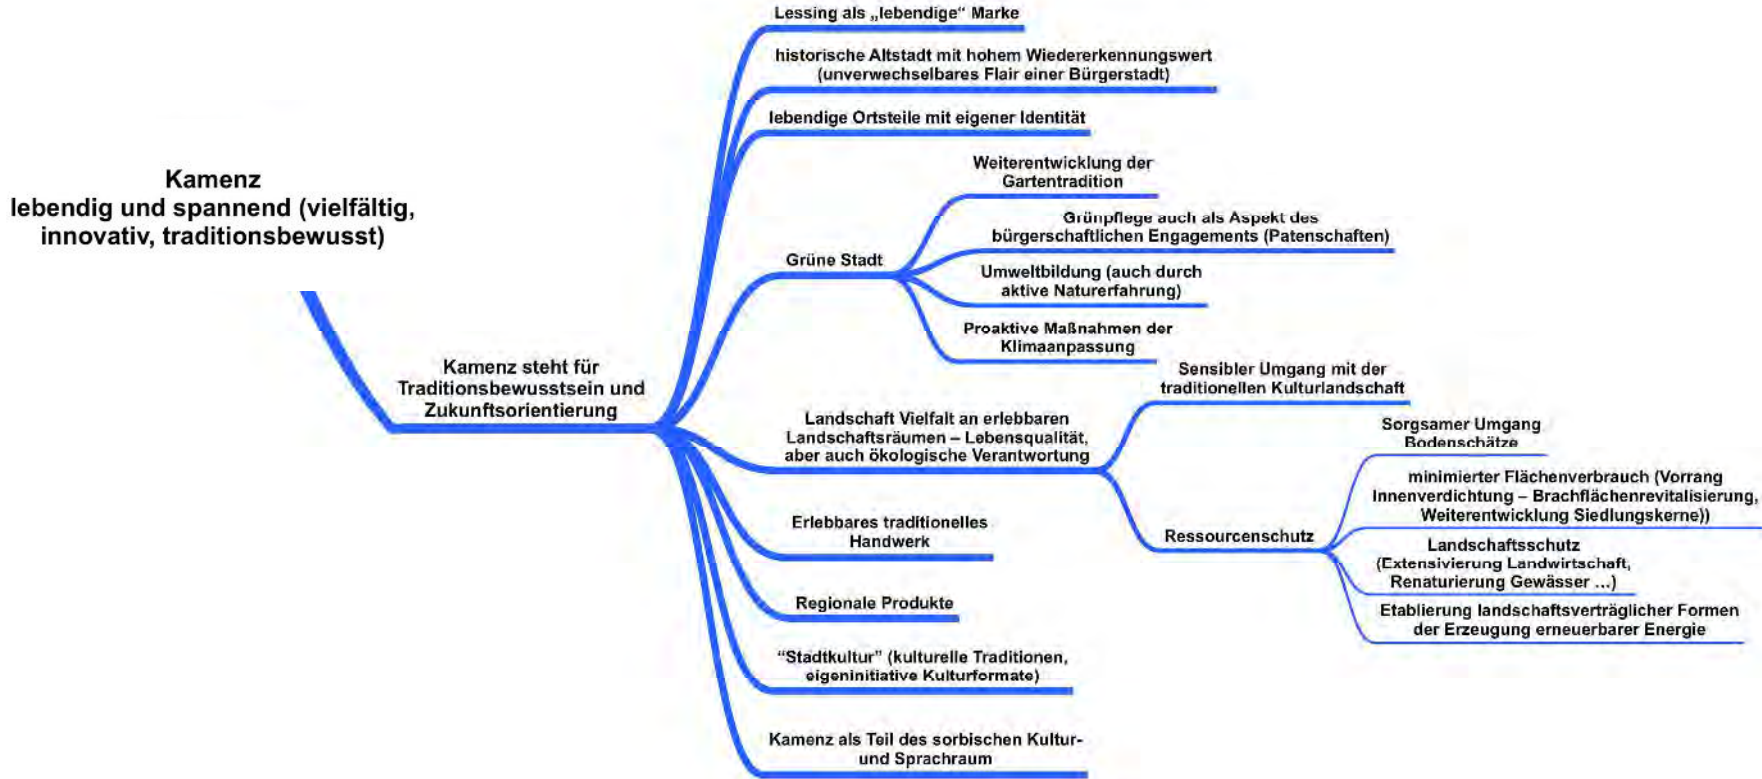 Kamenz
lebendig und spannend (vielfältig,
innovativ, traditionsbewusst)
Kamenz steht für
Traditionsbewusstsein und
Zukunftsorientierung
Lessing als „lebendige“ Marke
historische Altstadt mit hohem Wiedererkennungswert
(unverwechselbares Flair einer Bürgerstadt)
lebendige Ortsteile mit eigener Identität
Grüne Stadt
Weiterentwicklung der
Gartentradition
Grünpflege auch als Aspekt des
bürgerschaftlichen Engagements (Patenschaften)
Umweltbildung (auch durch
aktive Naturerfahrung)
Proaktive Maßnahmen der
Klimaanpassung
Landschaft Vielfalt an erlebbaren
Landschaftsräumen – Lebensqualität,
aber auch ökologische Verantwortung
Sensibler Umgang mit der
traditionellen Kulturlandschaft
Ressourcenschutz
Sorgsamer Umgang
Bodenschätze
minimierter Flächenverbrauch (Vorrang
Innenverdichtung – Brachflächenrevitalisierung,
Weiterentwicklung Siedlungskerne))
Landschaftsschutz
(Extensivierung Landwirtschaft,
Renaturierung Gewässer …)
Etablierung landschaftsverträglicher Formen
der Erzeugung erneuerbarer Energie
Erlebbares traditionelles
Handwerk
Regionale Produkte
“Stadtkultur” (kulturelle Traditionen,
eigeninitiative Kulturformate)
Kamenz als Teil des sorbischen Kultur-
und Sprachraum